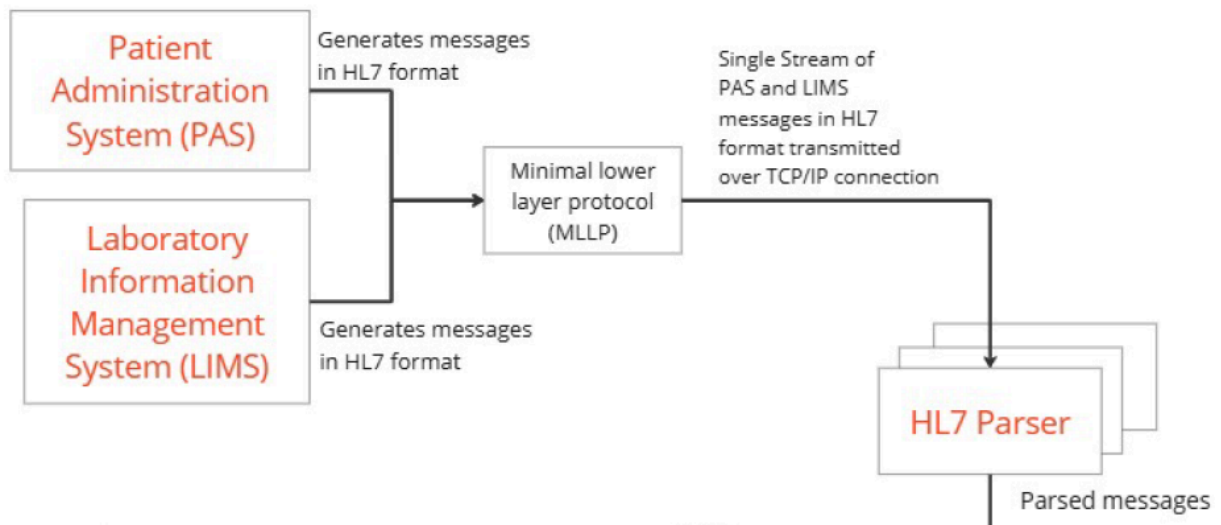 Patient
Administration
System (PAS)
Generates messages
in HL7 format
Laboratory
Information
Management
System (LIMS)
Generates messages
in HL7 format
Minimal lower
layer protocol
(MLLP)
Single Stream of
PAS and LIMS
messages in HL7
format transmitted
over TCP/IP connection
HL7 Parser
Parsed messages